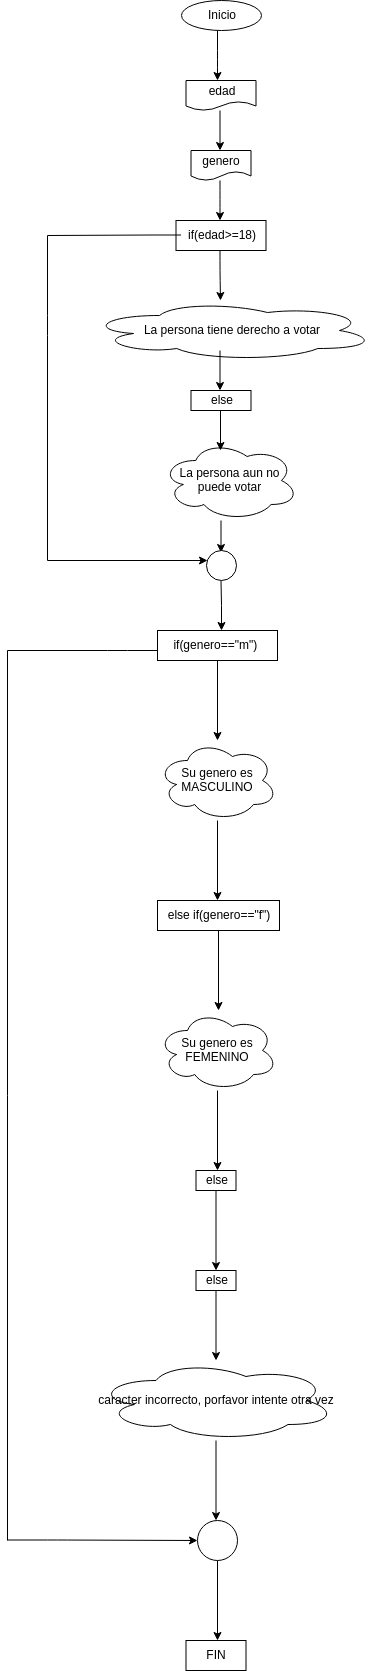 Inicio
edad
genero
if(edad>=18)
La persona tiene derecho a votar
else
La persona aun no
puede votar
if(genero=="m")
Su genero es
MASCULINO
else if(genero=="f")
Su genero es
FEMENINO
else
else
caracter incorrecto, porfavor intente otra vez
FIN